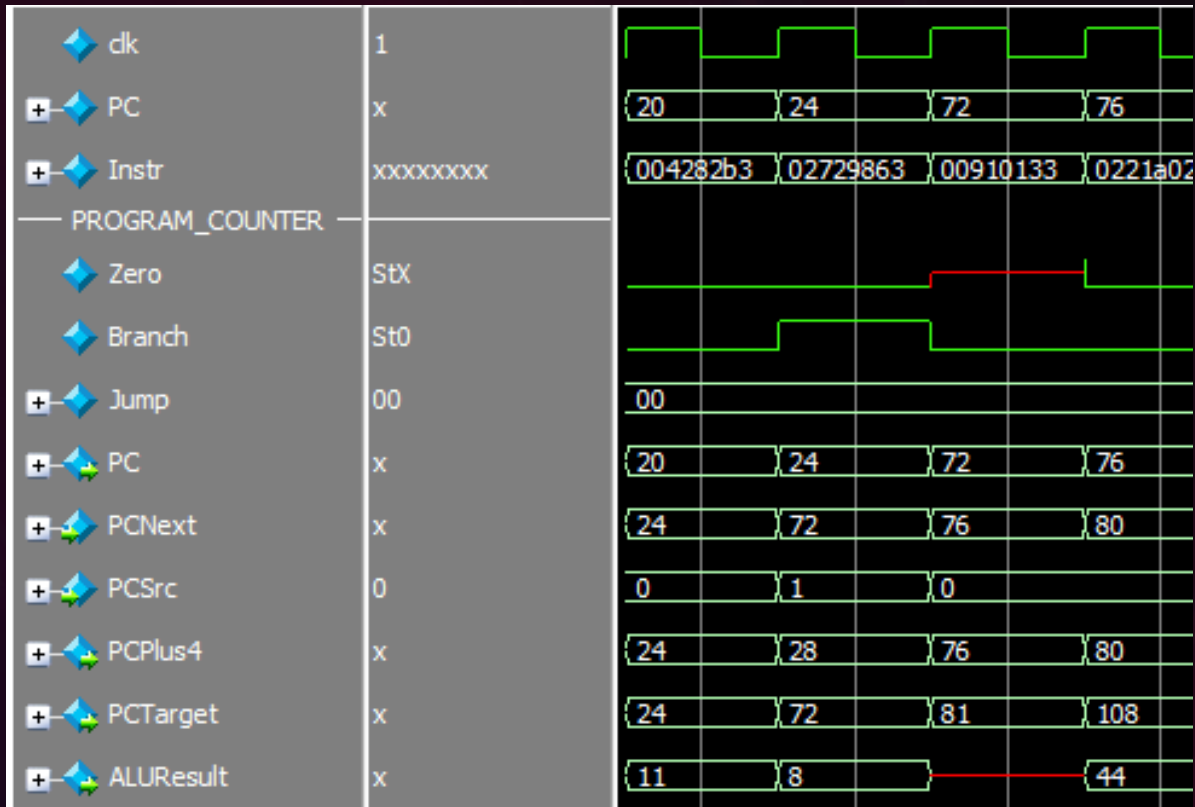 clk 1
PC x 20 24 72 76
Instr xxxxxxxx 004282b3 02729863 00910133 0221a02
PROGRAM_COUNTER
Zero StX
Branch St0
Jump 00 00
PC x 20 24 72 76
PCNext x 24 72 76 80
PCSrc 0 0 1 0
PCPlus4 x 24 28 76 80
PCTarget x 24 72 81 108
ALUResult x 11 8 44